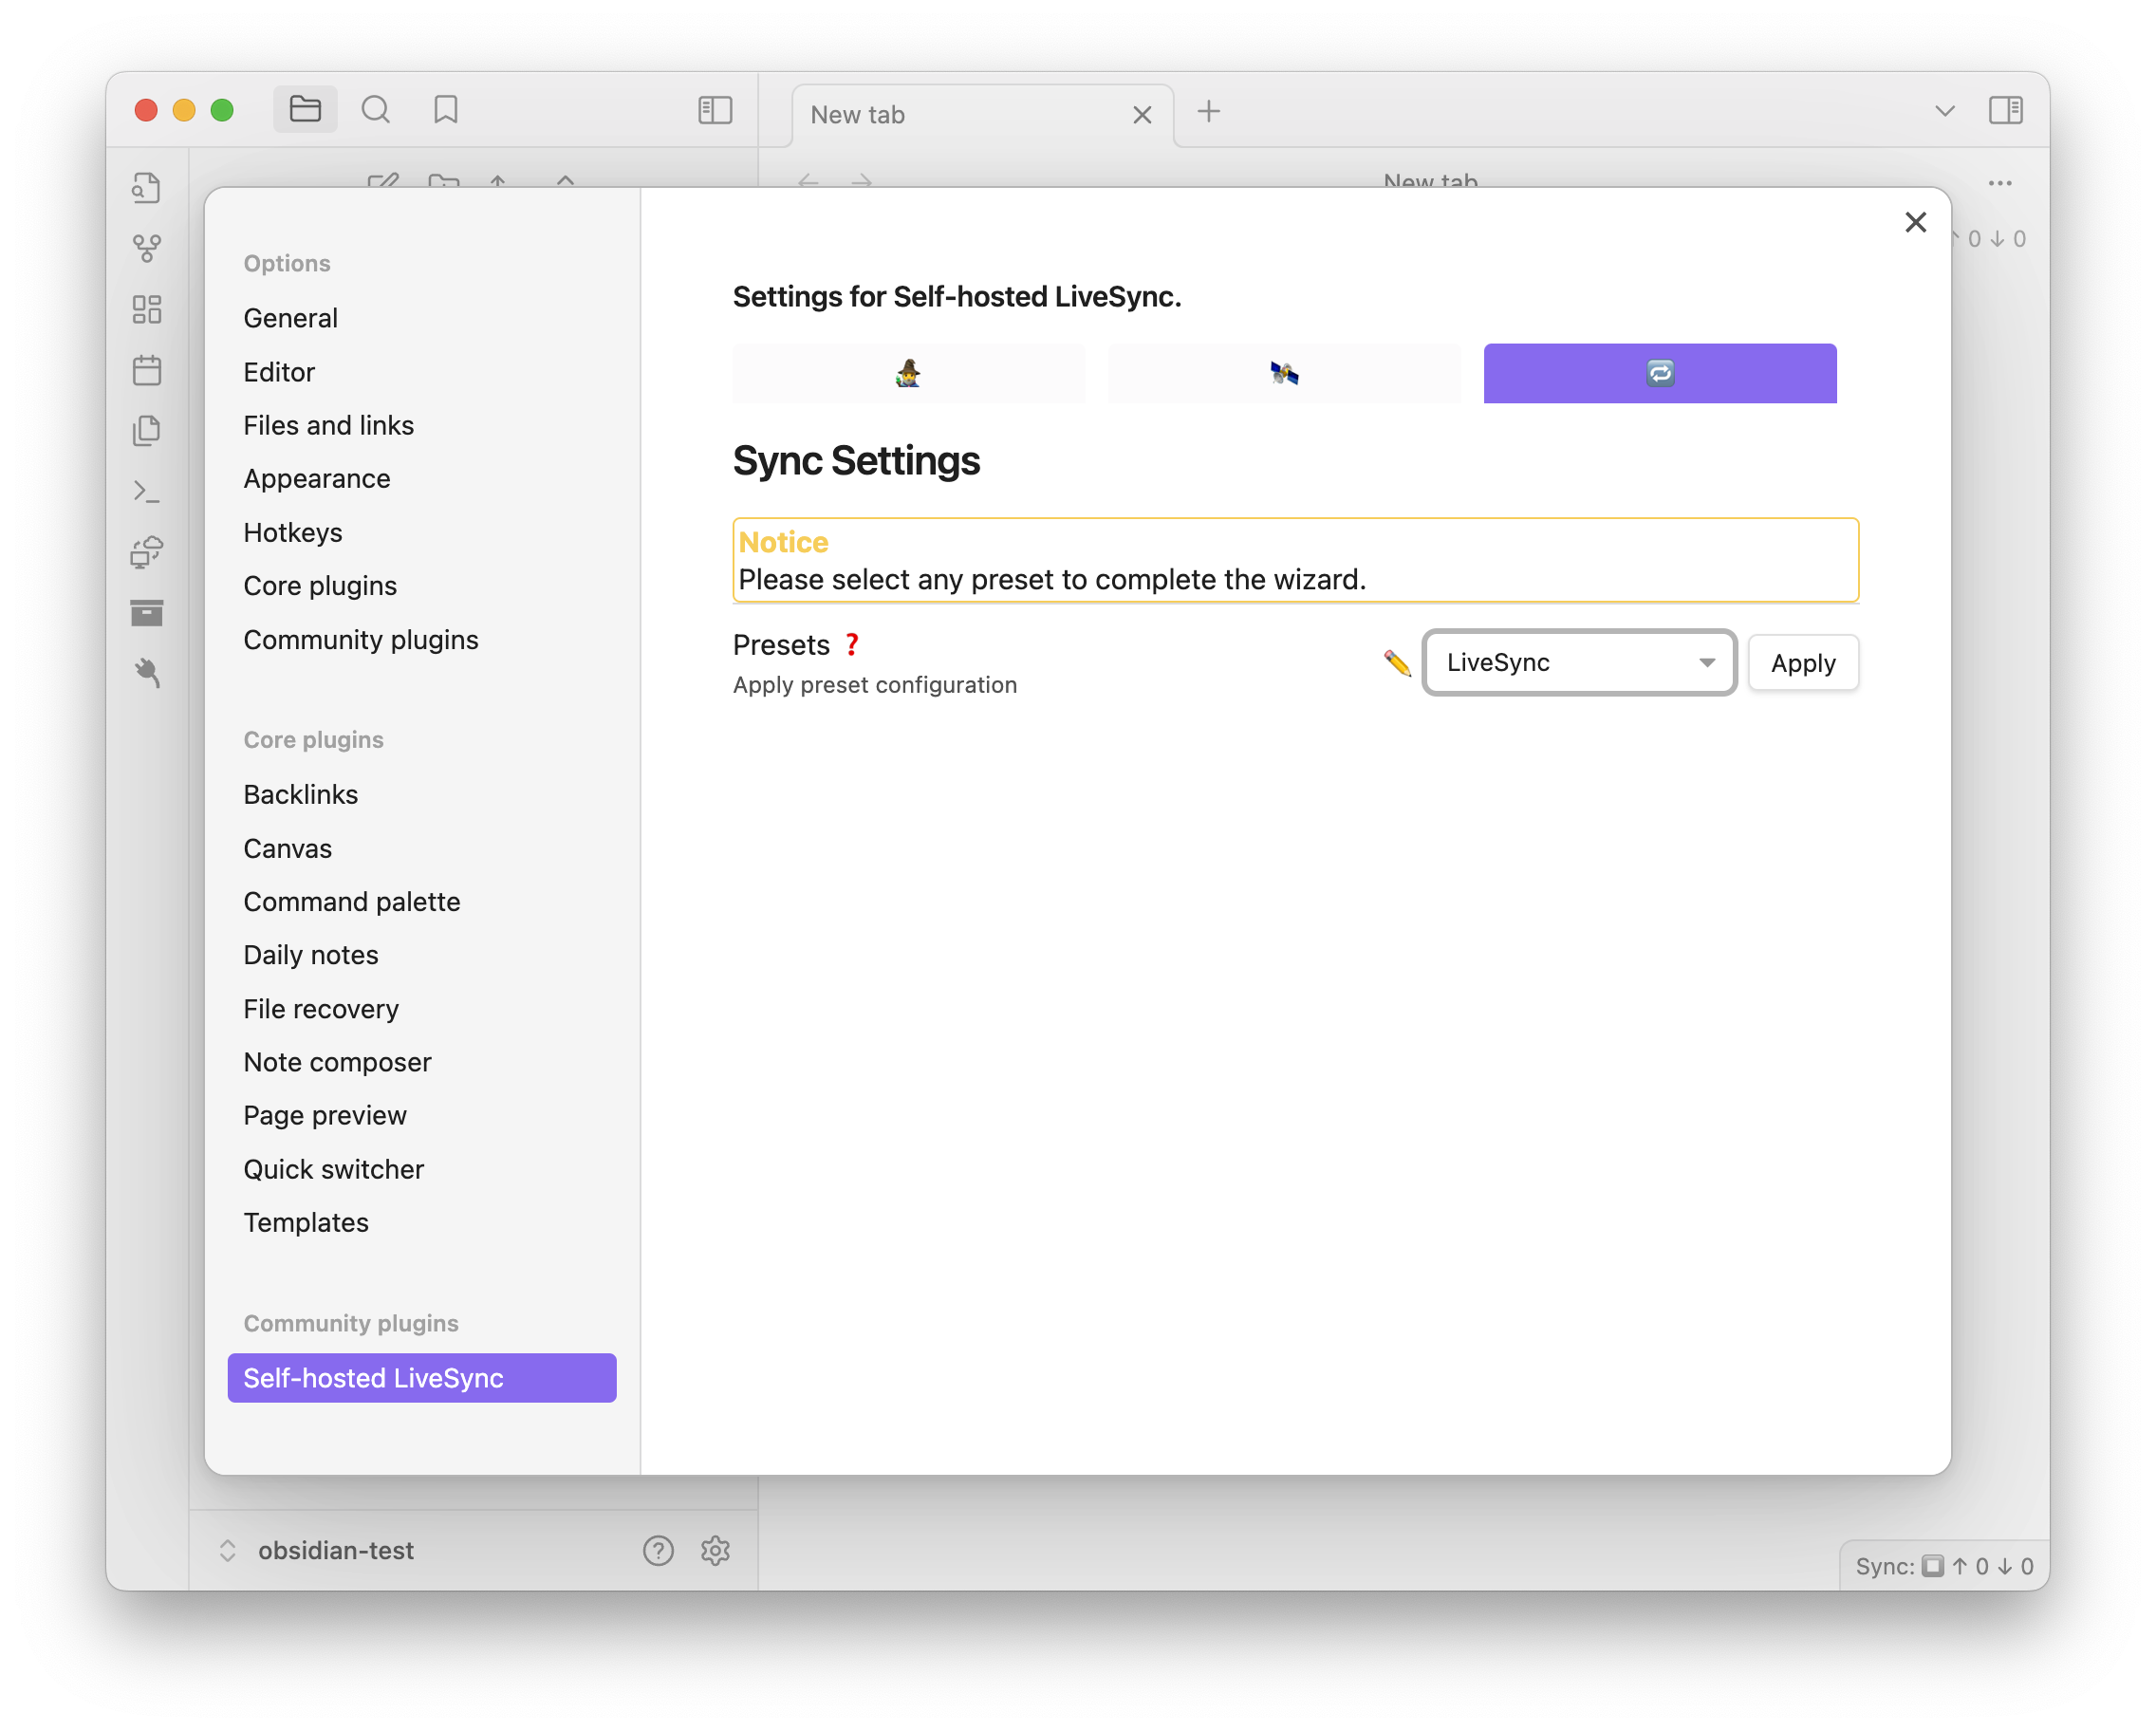 New tab
New tab
0 ↓ 0
Options
General
Editor
Files and links
Appearance
Hotkeys
Core plugins
Community plugins
Core plugins
Backlinks
Canvas
Command palette
Daily notes
File recovery
Note composer
Page preview
Quick switcher
Templates
Community plugins
Self-hosted LiveSync
Settings for Self-hosted LiveSync.
🧙‍♂️ 🛰️ 🔁
Sync Settings
Notice
Please select any preset to complete the wizard.
Presets ❓
Apply preset configuration
✏️ LiveSync Apply
obsidian-test
Sync: ⏹️ ↑ 0 ↓ 0